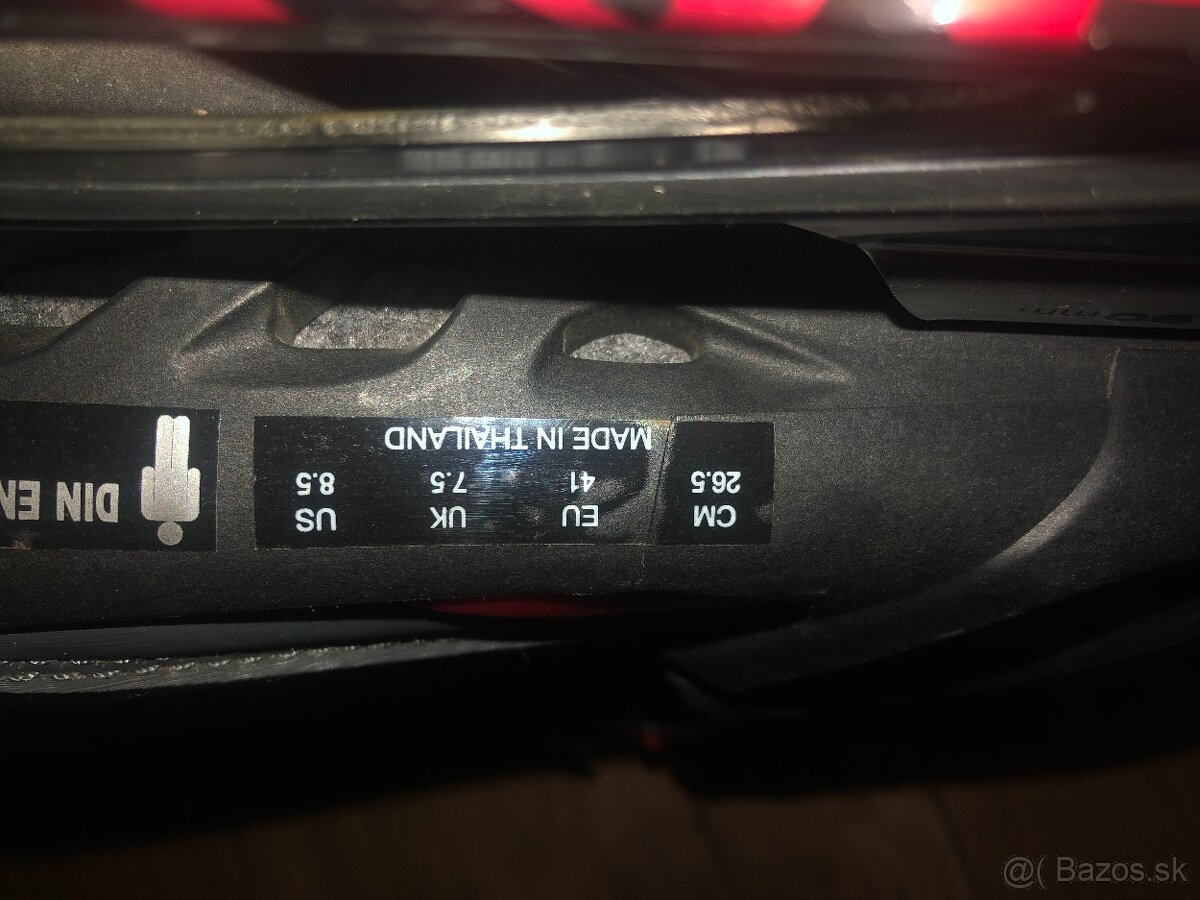 CM EU UK US
26.5 41 7.5 8.5
MADE IN THAILAND
DIN EN
@( Bazos.sk